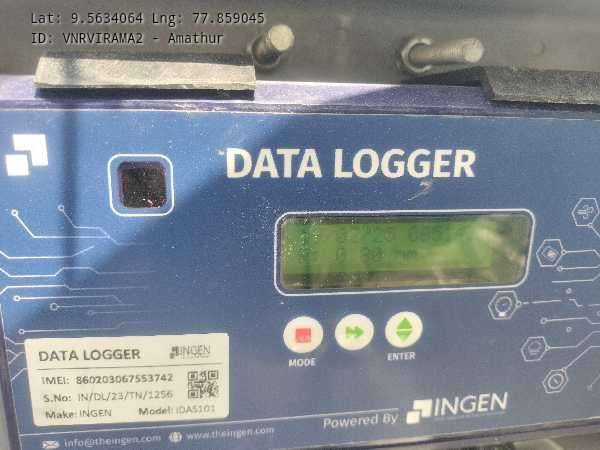 Lat: 9.5634064 Lng: 77.859045
ID: VNRVIRAMA2 - Amathur
DATA LOGGER
MODE
ENTER
DATA LOGGER
INGEN
IMEI: 860203067553742
S.No: IN/DL/23/TN/1256
Make: INGEN Model: IDAS101
Powered By INGEN
info@theingen.com www.theingen.com